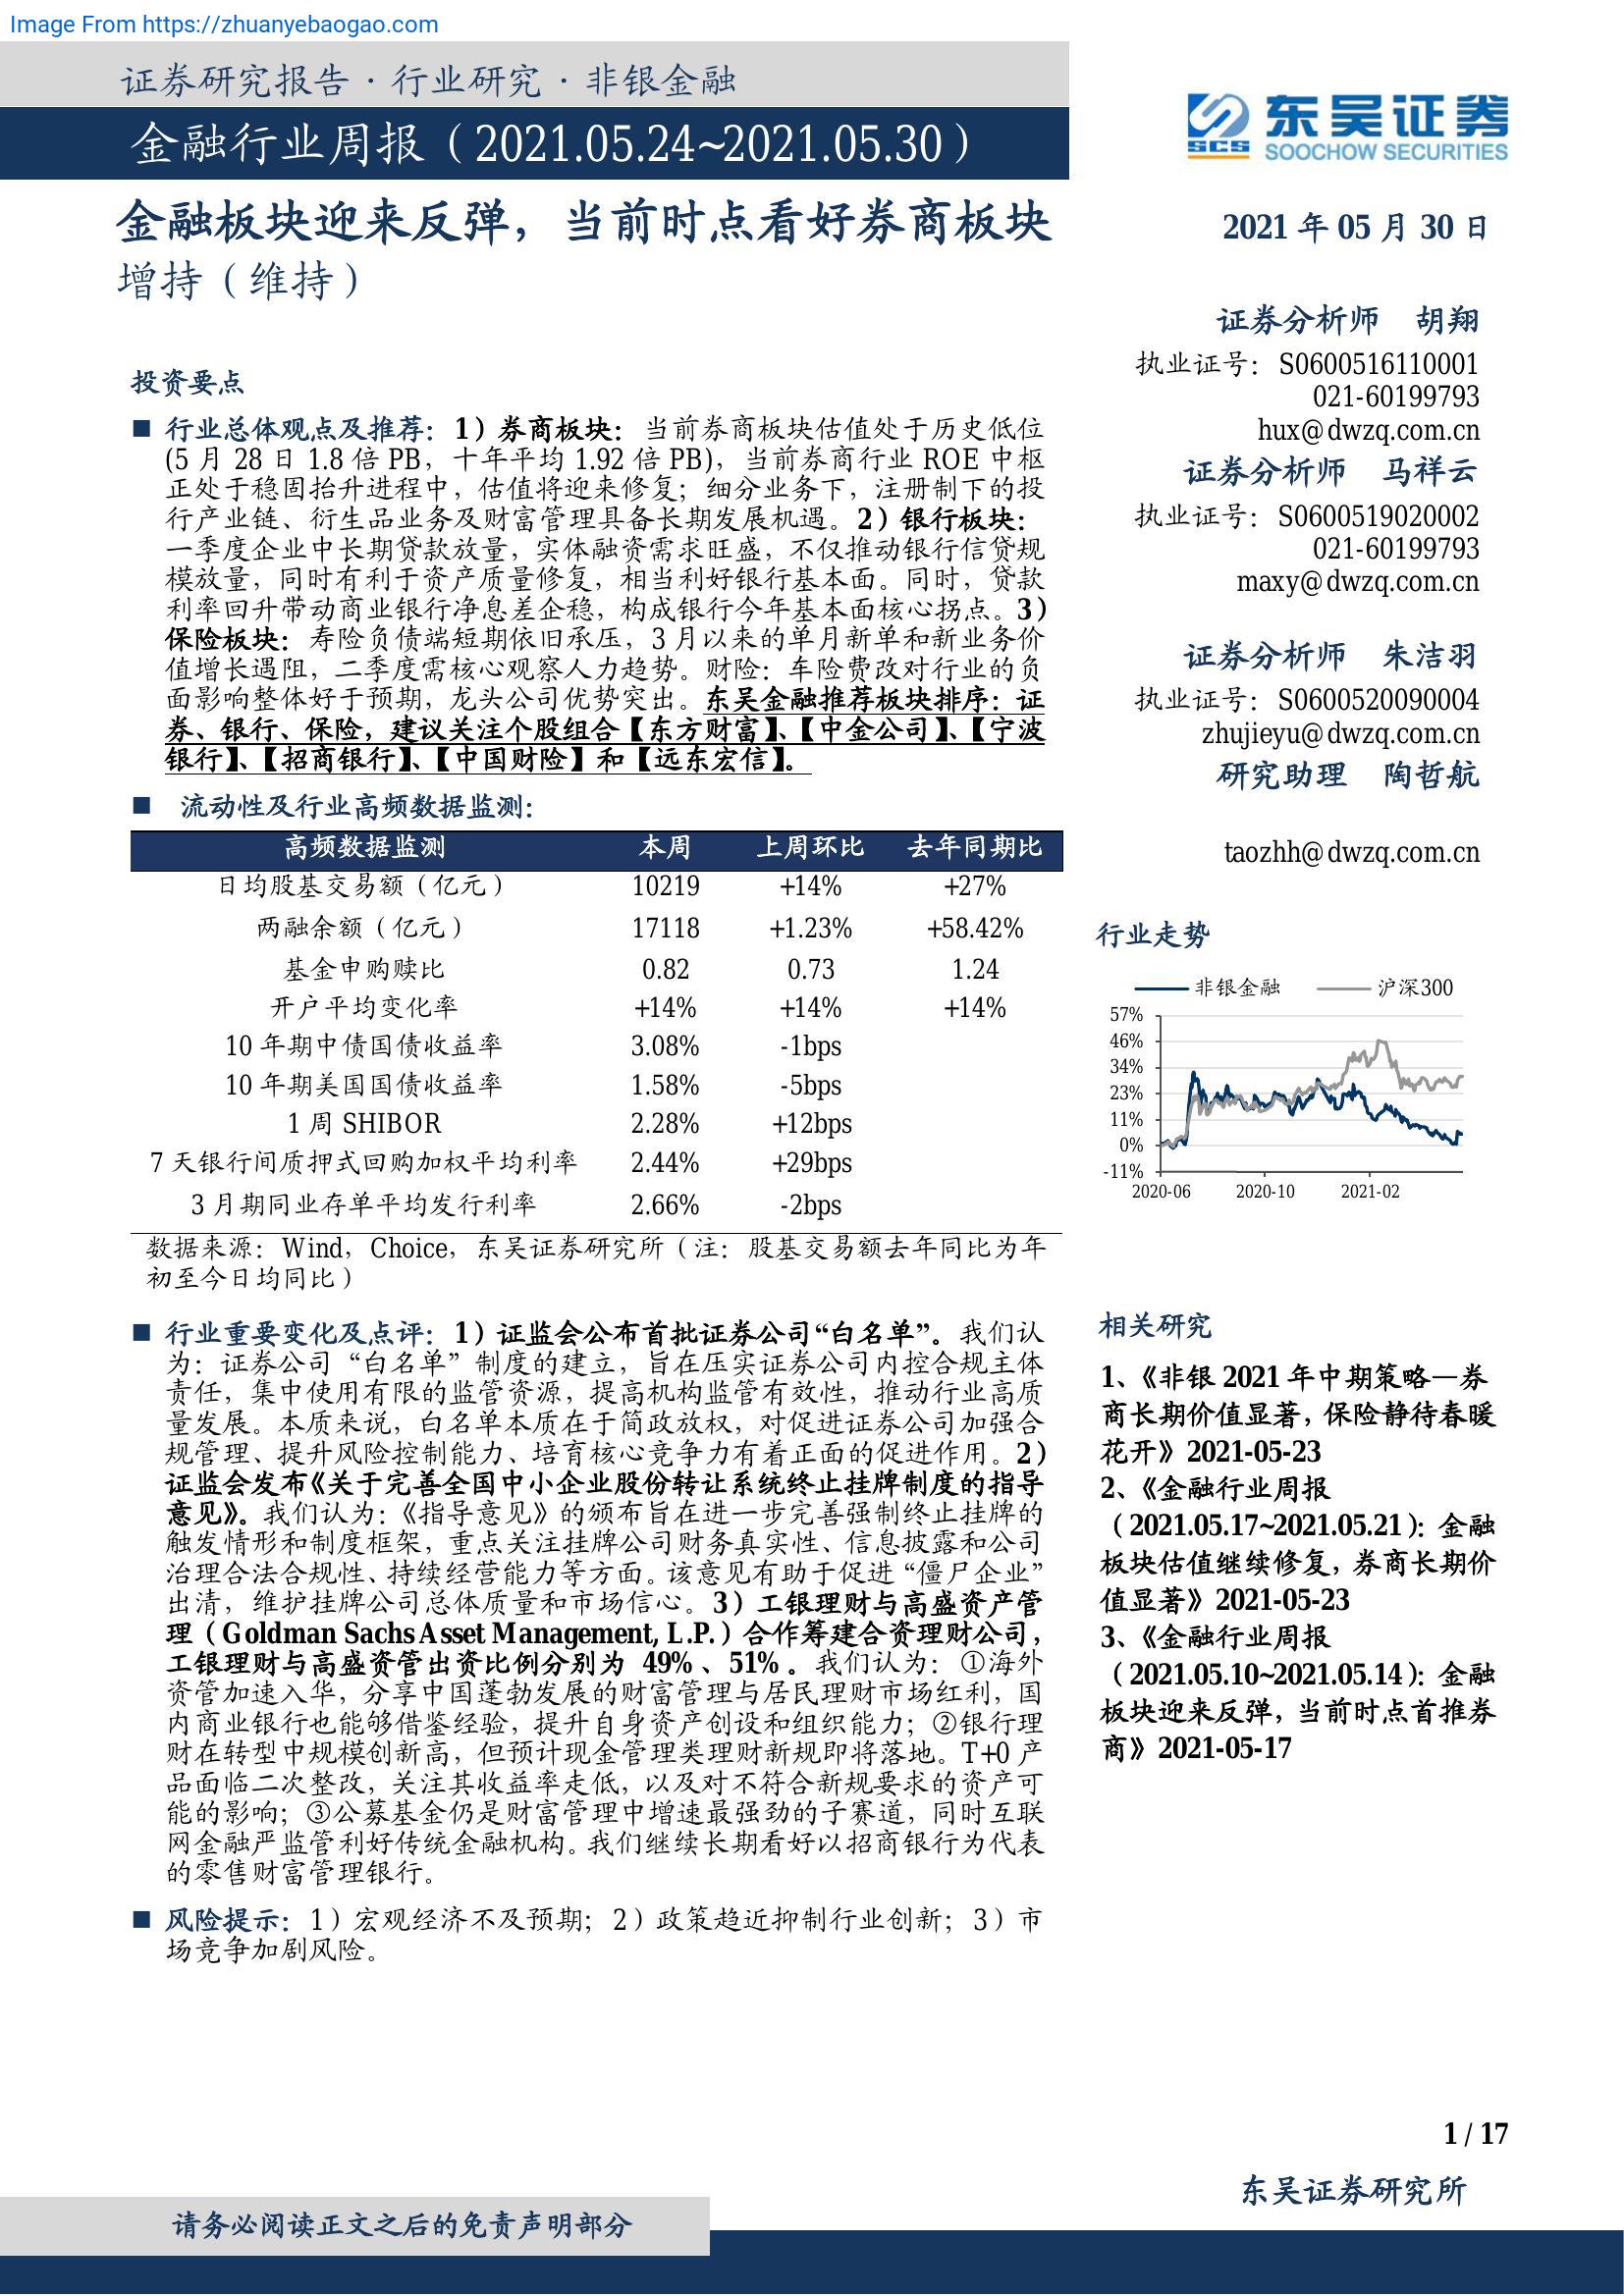 Image From https://zhuanyebaogao.com
证券研究报告·行业研究·非银金融
金融行业周报（2021.05.24~2021.05.30）
东吴证券
SCS
SOOCHOW SECURITIES
金融板块迎来反弹，当前时点看好券商板块
增持（维持）
投资要点
■ 行业总体观点及推荐：1）券商板块：当前券商板块估值处于历史低位
(5 月 28 日 1.8 倍 PB，十年平均 1.92 倍 PB)，当前券商行业 ROE 中枢
正处于稳固抬升进程中，估值将迎来修复；细分业务下，注册制下的投
行产业链、衍生品业务及财富管理具备长期发展机遇。2）银行板块：
一季度企业中长期贷款放量，实体融资需求旺盛，不仅推动银行信贷规
模放量，同时有利于资产质量修复，相当利好银行基本面。同时，贷款
利率回升带动商业银行净息差企稳，构成银行今年基本面核心拐点。3）
保险板块：寿险负债端短期依旧承压，3 月以来的单月新单和新业务价
值增长遇阻，二季度需核心观察人力趋势。财险：车险费改对行业的负
面影响整体好于预期，龙头公司优势突出。东吴金融推荐板块排序：证
券、银行、保险，建议关注个股组合【东方财富】、【中金公司】、【宁波
银行】、【招商银行】、【中国财险】和【远东宏信】。
■ 流动性及行业高频数据监测：
高频数据监测 本周 上周环比 去年同期比
日均股基交易额（亿元） 10219 +14% +27%
两融余额（亿元） 17118 +1.23% +58.42%
基金申购赎比 0.82 0.73 1.24
开户平均变化率 +14% +14% +14%
10 年期中债国债收益率 3.08% -1bps
10 年期美国国债收益率 1.58% -5bps
1 周 SHIBOR 2.28% +12bps
7 天银行间质押式回购加权平均利率 2.44% +29bps
3 月期同业存单平均发行利率 2.66% -2bps
数据来源：Wind，Choice，东吴证券研究所（注：股基交易额去年同比为年
初至今日均同比）
■ 行业重要变化及点评：1）证监会公布首批证券公司“白名单”。我们认
为：证券公司“白名单”制度的建立，旨在压实证券公司内控合规主体
责任，集中使用有限的监管资源，提高机构监管有效性，推动行业高质
量发展。本质来说，白名单本质在于简政放权，对促进证券公司加强合
规管理、提升风险控制能力、培育核心竞争力有着正面的促进作用。2）
证监会发布《关于完善全国中小企业股份转让系统终止挂牌制度的指导
意见》。我们认为：《指导意见》的颁布旨在进一步完善强制终止挂牌的
触发情形和制度框架，重点关注挂牌公司财务真实性、信息披露和公司
治理合法合规性、持续经营能力等方面。该意见有助于促进“僵尸企业”
出清，维护挂牌公司总体质量和市场信心。3）工银理财与高盛资产管
理（Goldman Sachs Asset Management, L.P.）合作筹建合资理财公司，
工银理财与高盛资管出资比例分别为 49%、51%。我们认为：①海外
资管加速入华，分享中国蓬勃发展的财富管理与居民理财市场红利，国
内商业银行也能够借鉴经验，提升自身资产创设和组织能力；②银行理
财在转型中规模创新高，但预计现金管理类理财新规即将落地。T+0 产
品面临二次整改，关注其收益率走低，以及对不符合新规要求的资产可
能的影响；③公募基金仍是财富管理中增速最强劲的子赛道，同时互联
网金融严监管利好传统金融机构。我们继续长期看好以招商银行为代表
的零售财富管理银行。
■ 风险提示：1）宏观经济不及预期；2）政策趋近抑制行业创新；3）市
场竞争加剧风险。
2021 年 05 月 30 日
证券分析师 胡翔
执业证号：S0600516110001
021-60199793
hux@dwzq.com.cn
证券分析师 马祥云
执业证号：S0600519020002
021-60199793
maxy@dwzq.com.cn
证券分析师 朱洁羽
执业证号：S0600520090004
zhujieyu@dwzq.com.cn
研究助理 陶哲航
taozhh@dwzq.com.cn
行业走势
非银金融 沪深300
57%
46%
34%
23%
11%
0%
-11%
2020-06 2020-10 2021-02
相关研究
1、《非银 2021 年中期策略—券
商长期价值显著，保险静待春暖
花开》2021-05-23
2、《金融行业周报
（2021.05.17~2021.05.21）：金融
板块估值继续修复，券商长期价
值显著》2021-05-23
3、《金融行业周报
（2021.05.10~2021.05.14）：金融
板块迎来反弹，当前时点首推券
商》2021-05-17
1 / 17
东吴证券研究所
请务必阅读正文之后的免责声明部分